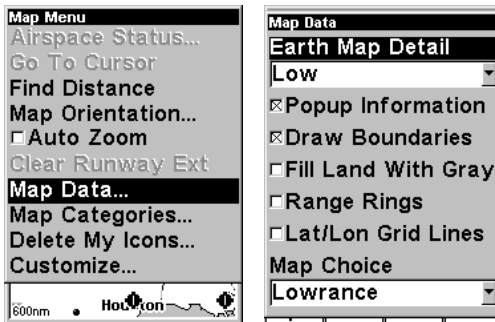 Map Menu
Airspace Status...
Go To Cursor
Find Distance
Map Orientation...
Auto Zoom
Clear Runway Ext
Map Data...
Map Categories...
Delete My Icons...
Customize...
600nm
Map Data
Earth Map Detail
Low
Popup Information
Draw Boundaries
Fill Land With Gray
Range Rings
Lat/Lon Grid Lines
Map Choice
Lowrance